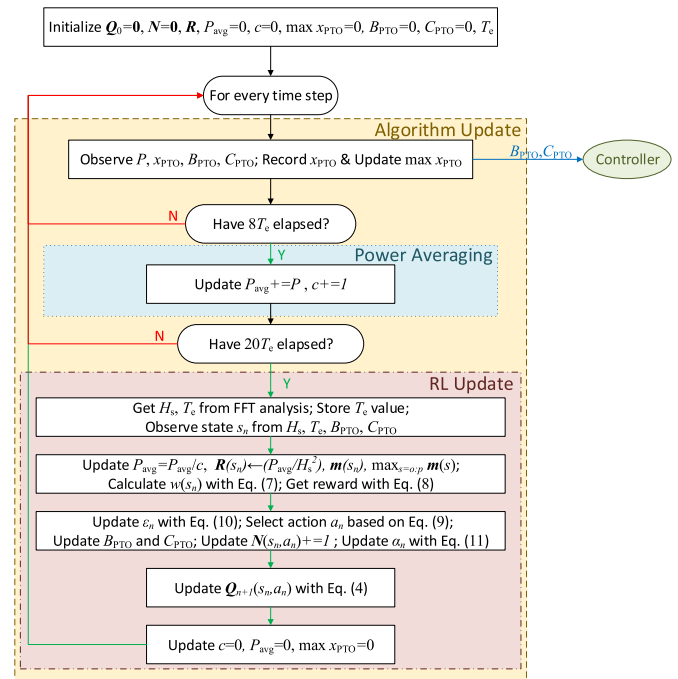 Initialize Q₀=0, N=0, R, Pavg=0, c=0, max xPTO=0, BPTO=0, CPTO=0, Te
For every time step
Algorithm Update
Observe P, xPTO, BPTO, CPTO; Record xPTO & Update max xPTO
BPTO,CPTO
Controller
Have 8Te elapsed?
N
Y
Power Averaging
Update Pavg+=P , c+=1
Have 20Te elapsed?
N
Y
RL Update
Get Hs, Te from FFT analysis; Store Te value;
Observe state sn from Hs, Te, BPTO, CPTO
Update Pavg=Pavg/c, R(sn)←(Pavg/Hs²), m(sn), maxs=o:p m(s);
Calculate w(sn) with Eq. (7); Get reward with Eq. (8)
Update εn with Eq. (10); Select action an based on Eq. (9);
Update BPTO and CPTO; Update N(sn,an)+=1 ; Update αn with Eq. (11)
Update Qn+1(sn,an) with Eq. (4)
Update c=0, Pavg=0, max xPTO=0